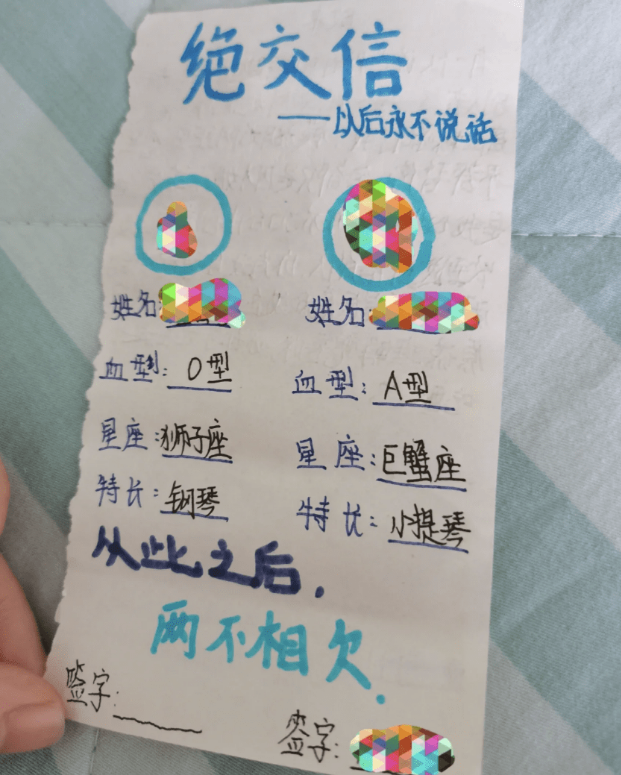 绝交信
——以后永不说话
姓名: 姓名:
血型: O型 血型: A型
星座: 狮子座 星座: 巨蟹座
特长: 钢琴 特长: 小提琴
从此之后.
两不相欠.
签字: 签字: